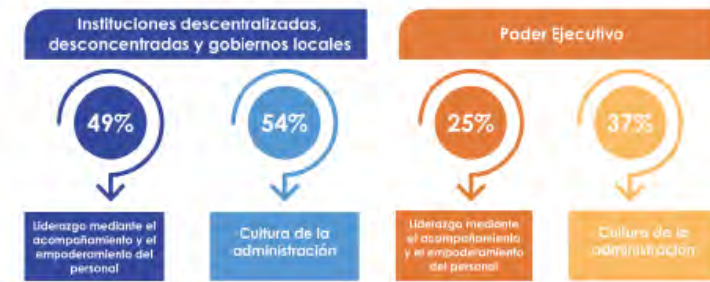 Instituciones descentralizadas,
desconcentradas y gobiernos locales
Poder Ejecutivo
49%
54%
25%
37%
Liderazgo mediante el
acompañamiento y el
empoderamiento del
personal
Cultura de la
administración
Liderazgo mediante
el acompañamiento
y el empoderamiento
del personal
Cultura de la
administración